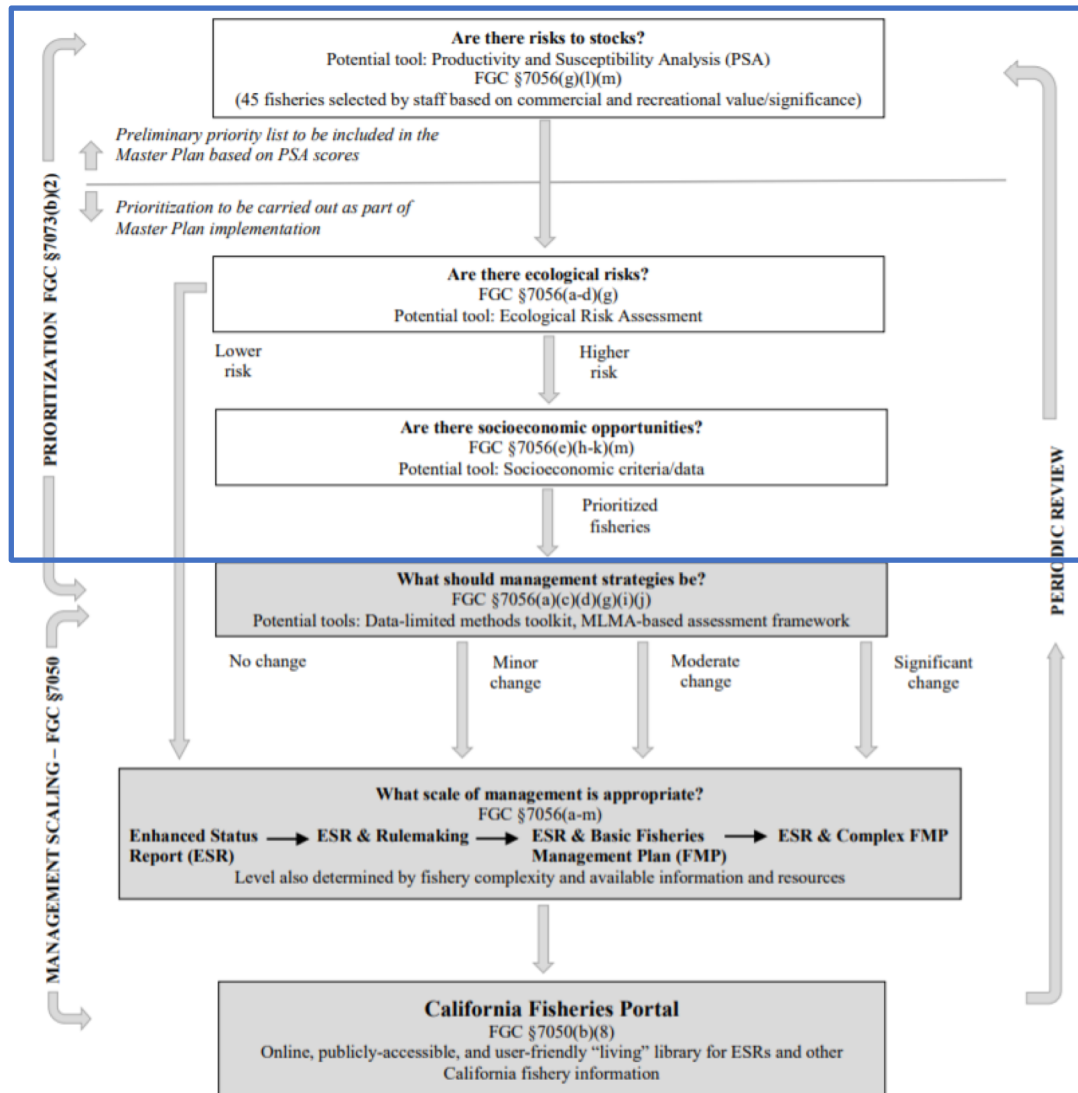 Are there risks to stocks?
Potential tool: Productivity and Susceptibility Analysis (PSA)
FGC §7056(g)(l)(m)
(45 fisheries selected by staff based on commercial and recreational value/significance)
Preliminary priority list to be included in the
Master Plan based on PSA scores
Prioritization to be carried out as part of
Master Plan implementation
PRIORITIZATION FGC §7073(b)(2)
Are there ecological risks?
FGC §7056(a-d)(g)
Potential tool: Ecological Risk Assessment
Lower
risk
Higher
risk
Are there socioeconomic opportunities?
FGC §7056(e)(h-k)(m)
Potential tool: Socioeconomic criteria/data
Prioritized
fisheries
PERIODIC REVIEW
What should management strategies be?
FGC §7056(a)(c)(d)(g)(i)(j)
Potential tools: Data-limited methods toolkit, MLMA-based assessment framework
No change
Minor
change
Moderate
change
Significant
change
MANAGEMENT SCALING – FGC §7050
What scale of management is appropriate?
FGC §7056(a-m)
Enhanced Status
Report (ESR)
ESR & Rulemaking
ESR & Basic Fisheries
Management Plan (FMP)
ESR & Complex FMP
Level also determined by fishery complexity and available information and resources
California Fisheries Portal
FGC §7050(b)(8)
Online, publicly-accessible, and user-friendly “living” library for ESRs and other
California fishery information